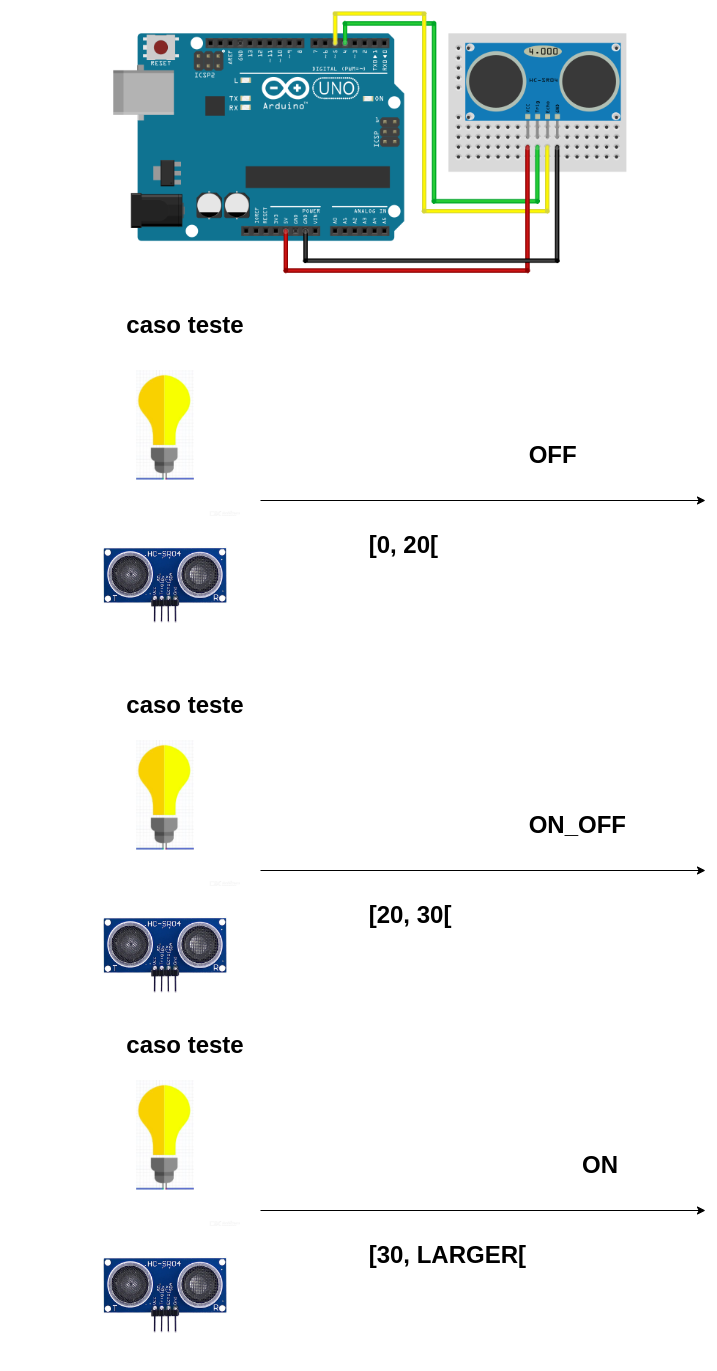 RESET
ICSP2
AREF
GND
13
12
~11
~10
~9
8
7
~6
~5
4
~3
2
TX▶1
RX◀0
DIGITAL (PWM=~)
L
TX
RX
Arduino™
UNO
ON
ICSP
1
POWER
ANALOG IN
IOREF
RESET
3V3
5V
GND
GND
VIN
A0
A1
A2
A3
A4
A5
4.000
HC-SR04
VCC
Trig
Echo
GND
caso teste
OFF
[0, 20[
HC-SR04
T
R
caso teste
ON_OFF
[20, 30[
HC-SR04
T
R
caso teste
ON
[30, LARGER[
HC-SR04
T
R